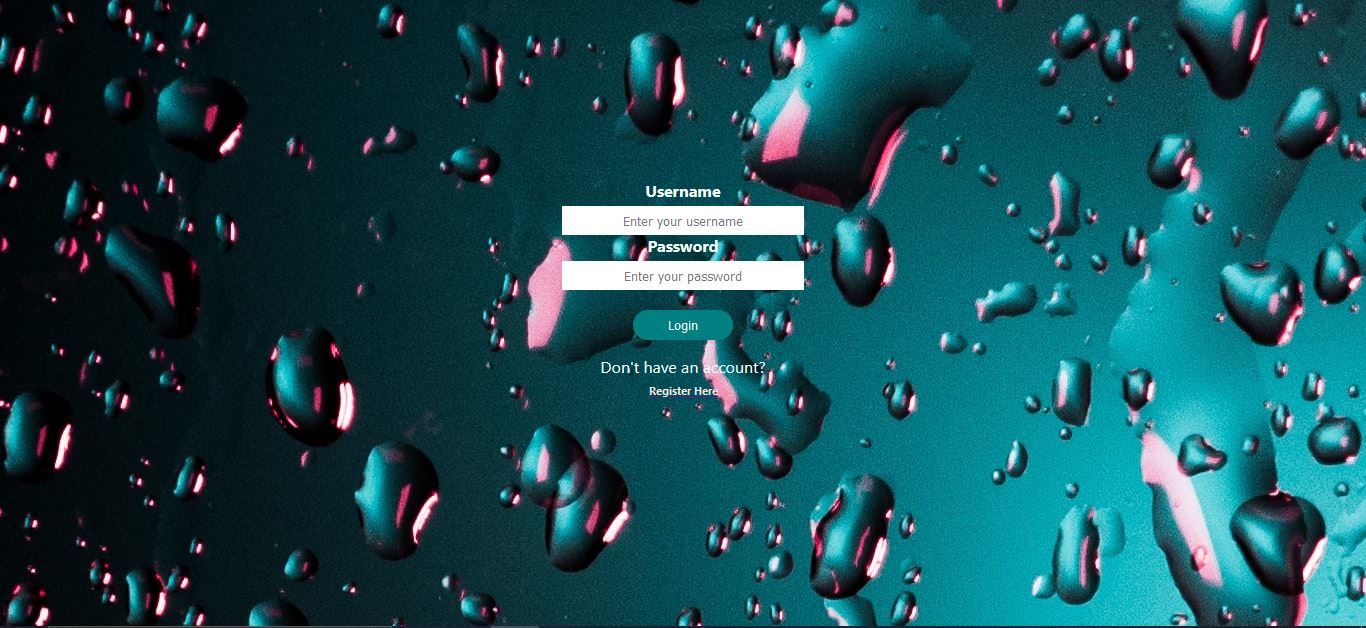 Username
Enter your username
Password
Enter your password
Login
Don't have an account?
Register Here